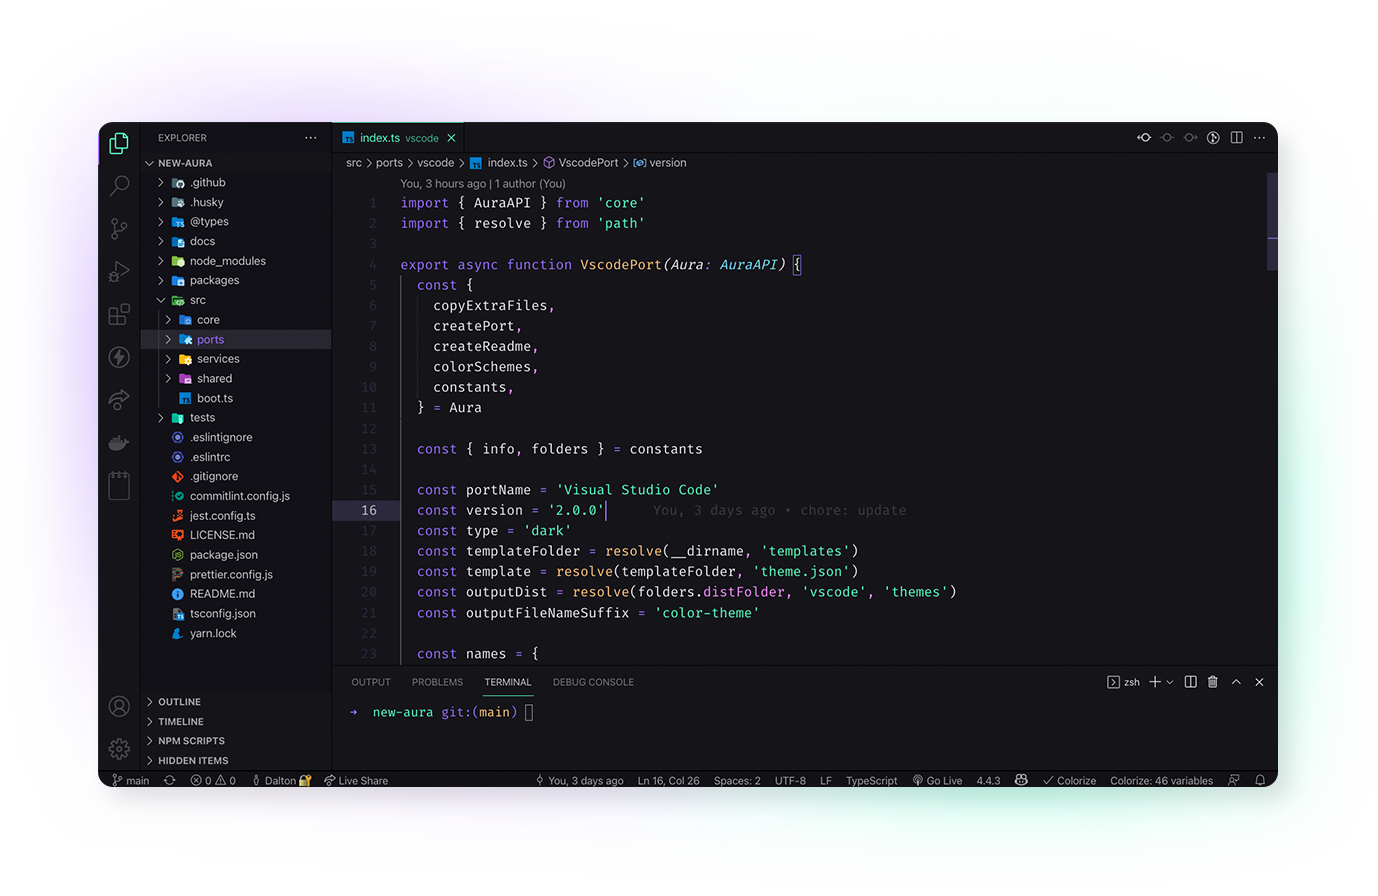 EXPLORER
NEW-AURA
.github
.husky
@types
docs
node_modules
packages
src
core
ports
services
shared
boot.ts
tests
.eslintignore
.eslintrc
.gitignore
commitlint.config.js
jest.config.ts
LICENSE.md
package.json
prettier.config.js
README.md
tsconfig.json
yarn.lock
OUTLINE
TIMELINE
NPM SCRIPTS
HIDDEN ITEMS
index.ts vscode
src > ports > vscode > index.ts > VscodePort > version
You, 3 hours ago | 1 author (You)
1 import { AuraAPI } from 'core'
2 import { resolve } from 'path'
3
4 export async function VscodePort(Aura: AuraAPI) {
5 const {
6 copyExtraFiles,
7 createPort,
8 createReadme,
9 colorSchemes,
10 constants,
11 } = Aura
12
13 const { info, folders } = constants
14
15 const portName = 'Visual Studio Code'
16 const version = '2.0.0' You, 3 days ago • chore: update
17 const type = 'dark'
18 const templateFolder = resolve(__dirname, 'templates')
19 const template = resolve(templateFolder, 'theme.json')
20 const outputDist = resolve(folders.distFolder, 'vscode', 'themes')
21 const outputFileNameSuffix = 'color-theme'
22
23 const names = {
OUTPUT PROBLEMS TERMINAL DEBUG CONSOLE zsh
→ new-aura git:(main)
main 0 0 Dalton Live Share You, 3 days ago Ln 16, Col 26 Spaces: 2 UTF-8 LF TypeScript Go Live 4.4.3 Colorize Colorize: 46 variables